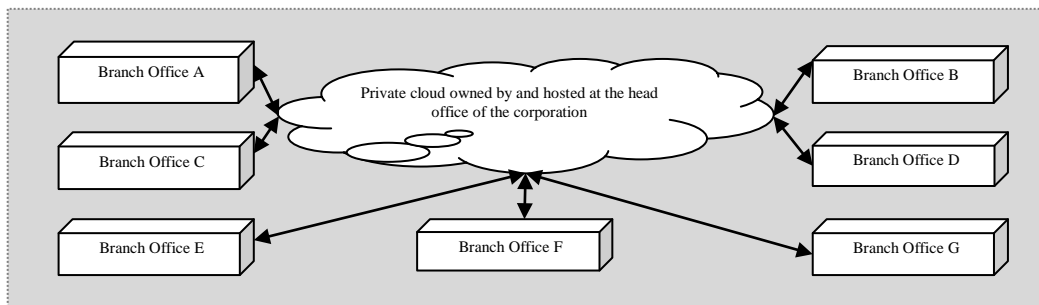 Branch Office A
Private cloud owned by and hosted at the head
office of the corporation
Branch Office B
Branch Office C
Branch Office D
Branch Office E
Branch Office F
Branch Office G